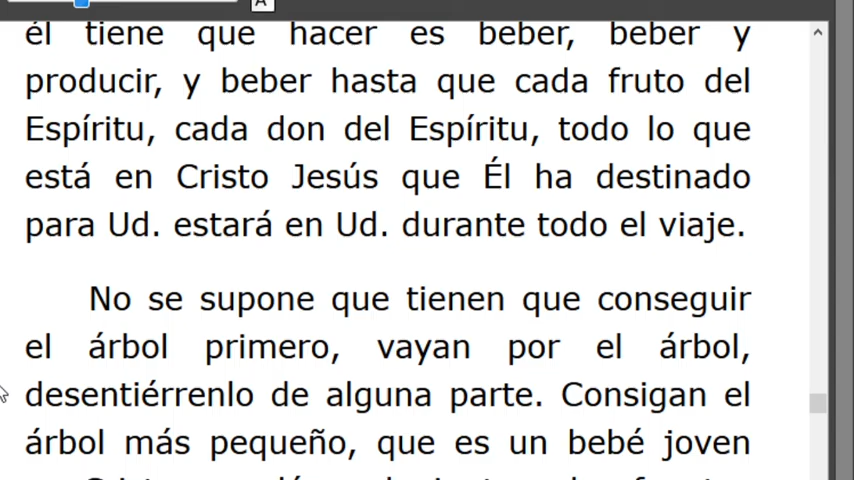 A
él tiene que hacer es beber, beber y
producir, y beber hasta que cada fruto del
Espíritu, cada don del Espíritu, todo lo que
está en Cristo Jesús que Él ha destinado
para Ud. estará en Ud. durante todo el viaje.
No se supone que tienen que conseguir
el árbol primero, vayan por el árbol,
desentiérrenlo de alguna parte. Consigan el
árbol más pequeño, que es un bebé joven